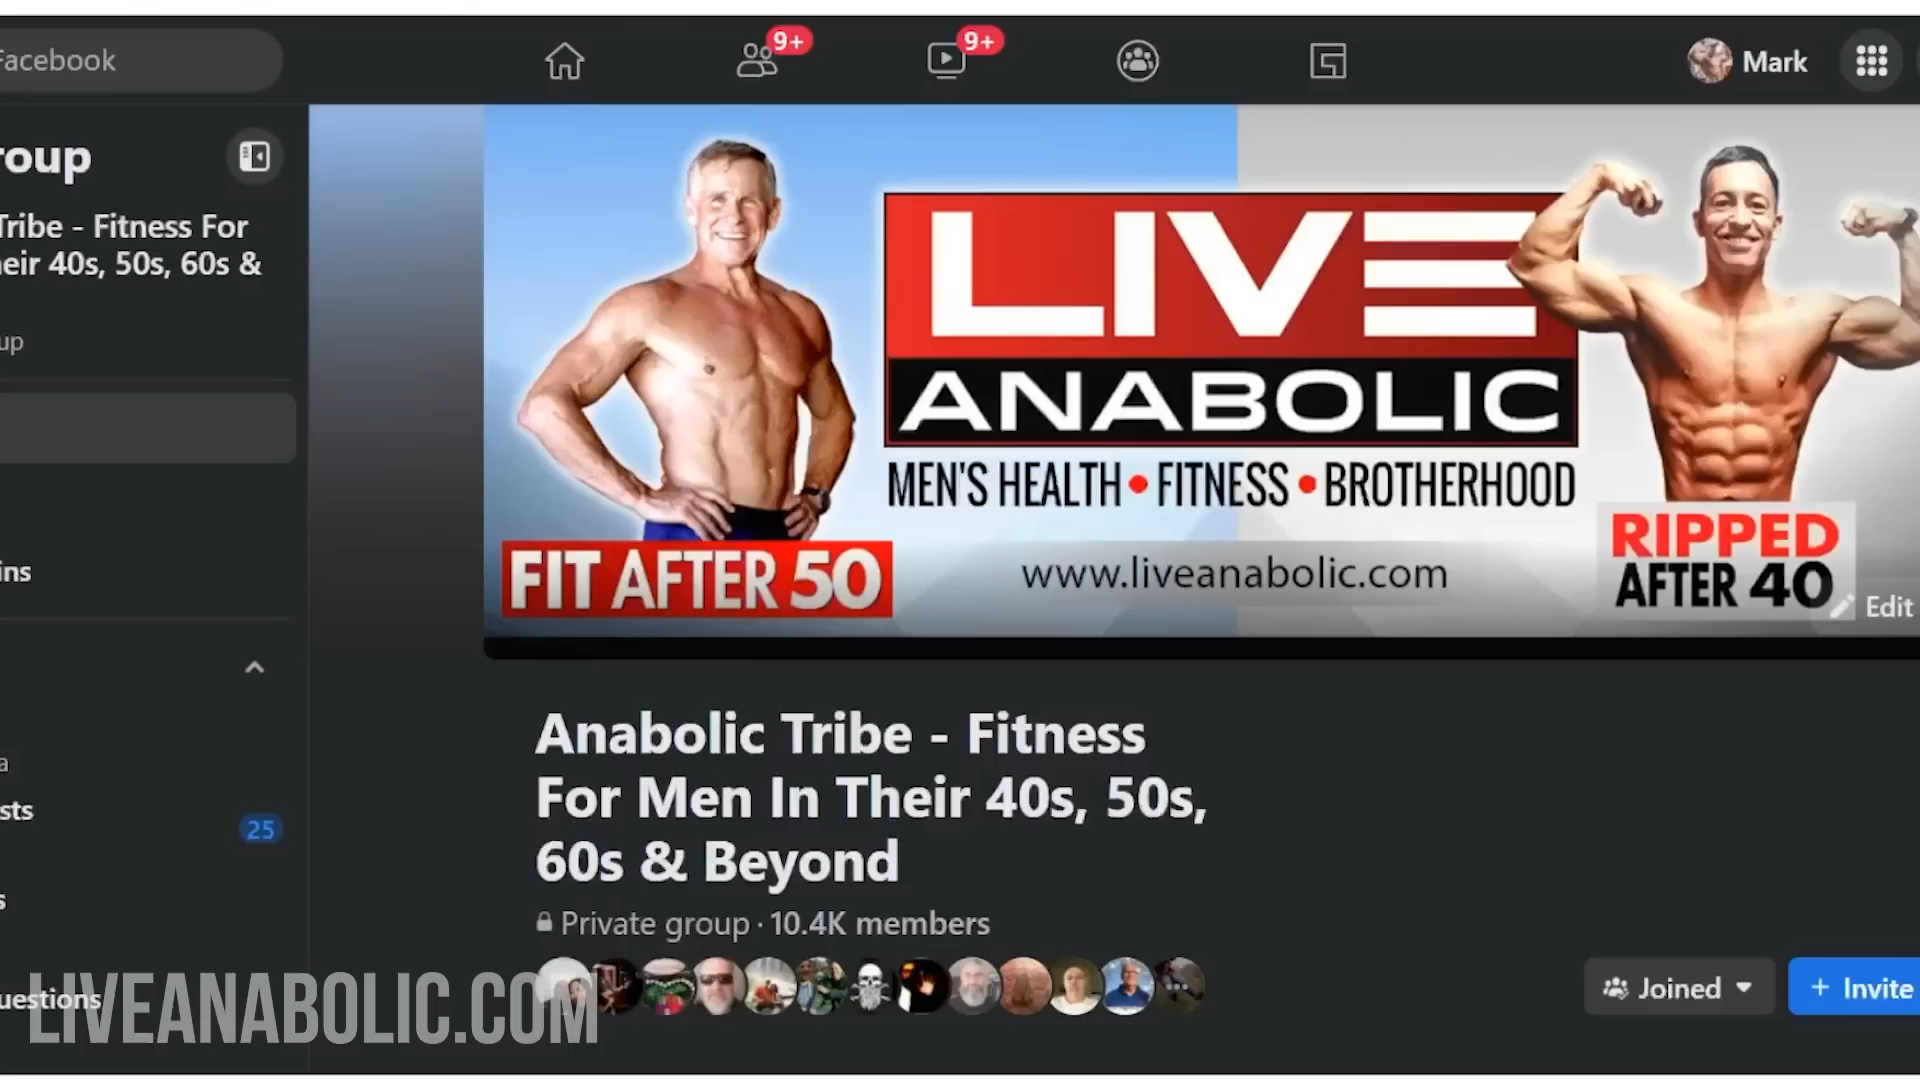 Facebook
9+
9+
Mark
roup
Tribe - Fitness For
eir 40s, 50s, 60s &
up
ins
a
sts
25
s
uestions
LIVE
ANABOLIC
MEN'S HEALTH • FITNESS • BROTHERHOOD
www.liveanabolic.com
FIT AFTER 50
RIPPED
AFTER 40
Edit
Anabolic Tribe - Fitness
For Men In Their 40s, 50s,
60s & Beyond
Private group · 10.4K members
Joined
+ Invite
LIVEANABOLIC.COM